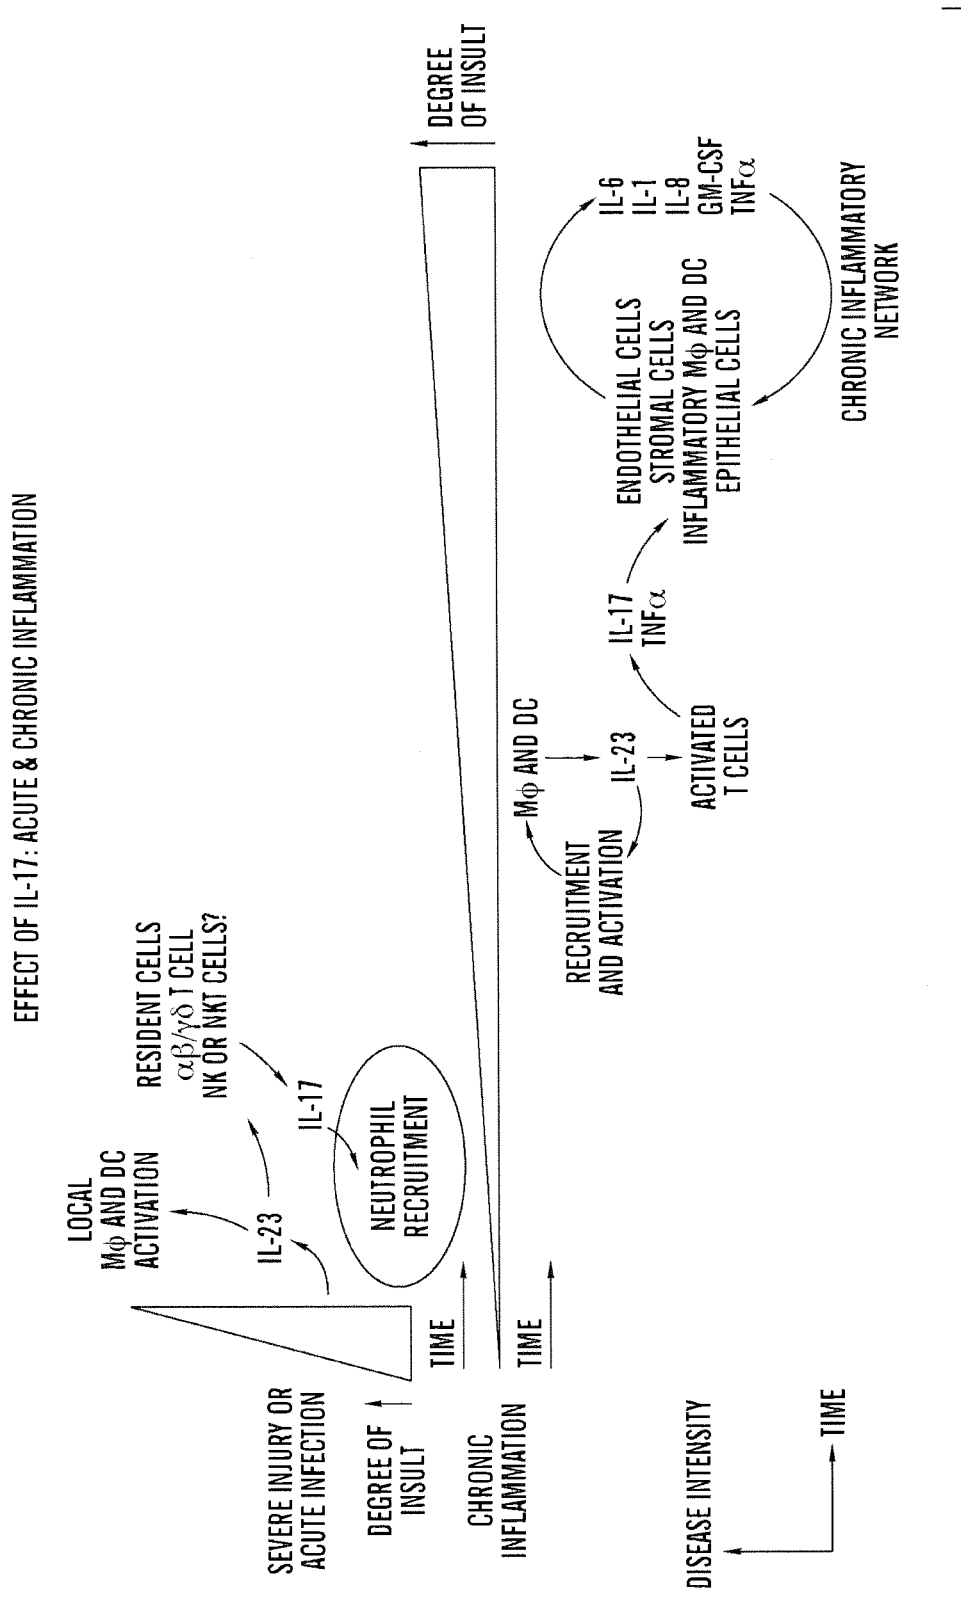 EFFECT OF IL-17: ACUTE & CHRONIC INFLAMMATION
LOCAL
Mφ AND DC
ACTIVATION
RESIDENT CELLS
αβ/γδ T CELL
NK OR NKT CELLS?
IL-23
IL-17
SEVERE INJURY OR
ACUTE INFECTION
NEUTROPHIL
RECRUITMENT
DEGREE OF
INSULT
TIME
DEGREE
OF INSULT
CHRONIC
INFLAMMATION
TIME
Mφ AND DC
RECRUITMENT
AND ACTIVATION
IL-23
ACTIVATED
T CELLS
IL-17
TNFα
ENDOTHELIAL CELLS
STROMAL CELLS
INFLAMMATORY Mφ AND DC
EPITHELIAL CELLS
IL-6
IL-1
IL-8
GM-CSF
TNFα
CHRONIC INFLAMMATORY
NETWORK
DISEASE INTENSITY
TIME